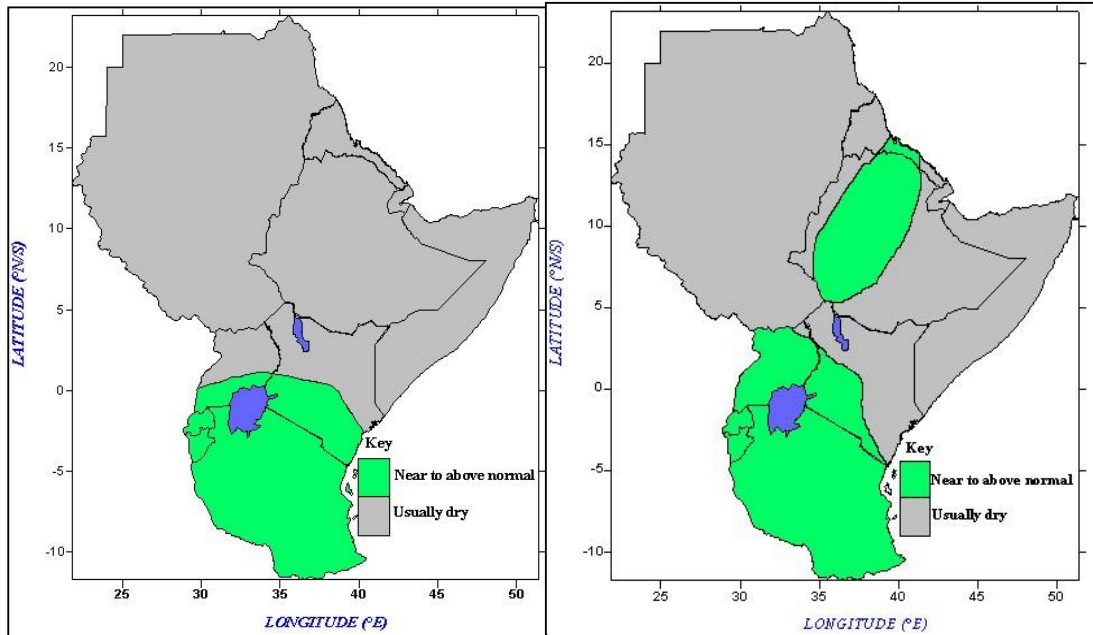 20
15
10
5
0
-5
-10
LATITUDE (°N/S)
25
30
35
40
45
50
LONGITUDE (°E)
Key
Near to above normal
Usually dry
20
15
10
5
0
-5
-10
LATITUDE (°N/S)
25
30
35
40
45
50
LONGITUDE (°E)
Key
Near to above normal
Usually dry